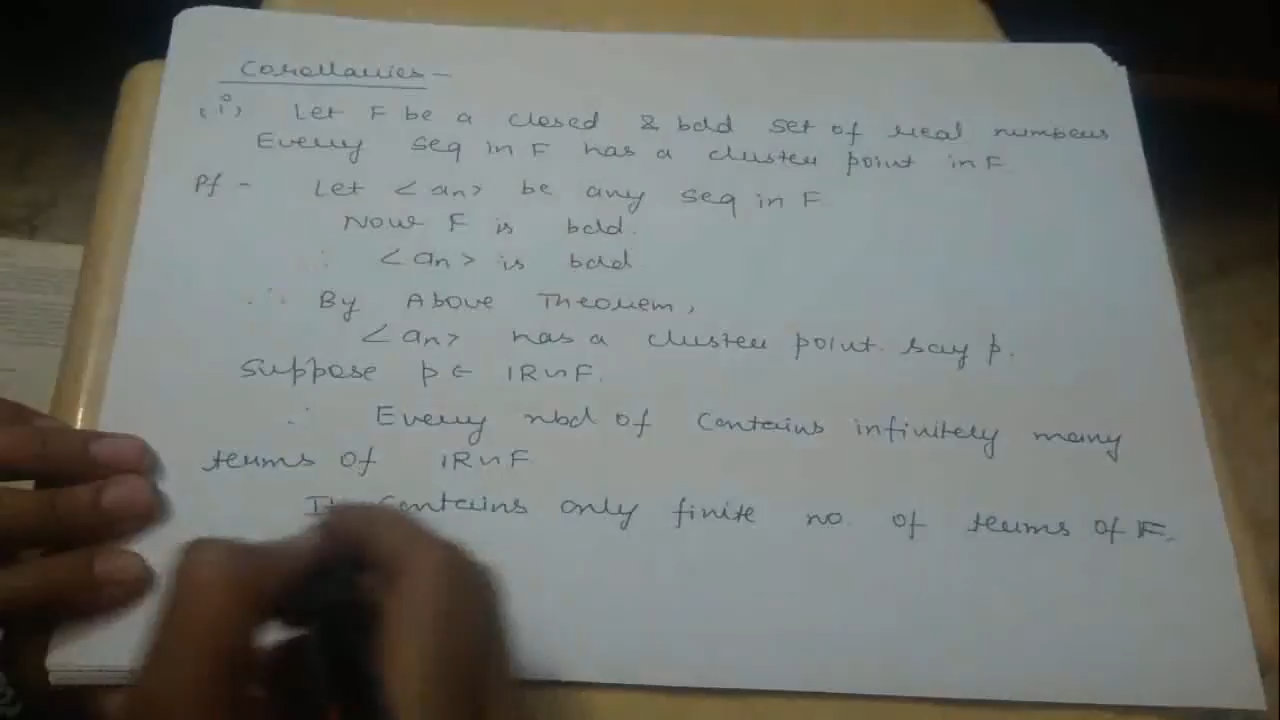 Corollaries -
(i) Let F be a closed & bdd set of real numbers
Every seq in F has a cluster point in F.
Pf - Let <an> be any seq in F
Now F is bdd.
∴ <an> is bdd
∴ By Above Theorem,
<an> has a cluster point. say p.
Suppose p ∈ IR~F.
∴ Every nbd of contains infinitely many
terms of IR~F
It contains only finite no. of terms of F.